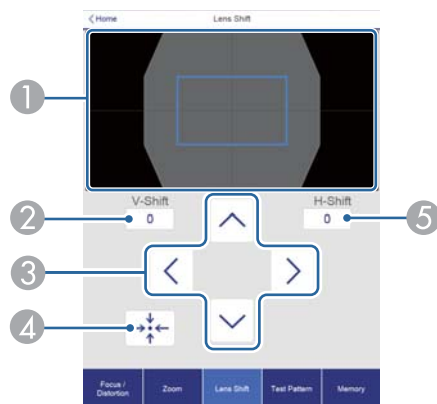 Home
Lens Shift
1
V-Shift
H-Shift
2
0
0
5
3
4
Focus / Distortion
Zoom
Lens Shift
Test Pattern
Memory